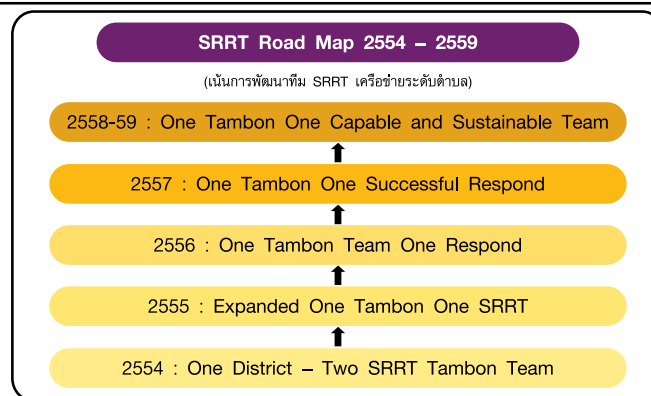 SRRT Road Map 2554 – 2559
(เน้นการพัฒนาทีม SRRT เครือข่ายระดับตำบล)
2558-59 : One Tambon One Capable and Sustainable Team
2557 : One Tambon One Successful Respond
2556 : One Tambon Team One Respond
2555 : Expanded One Tambon One SRRT
2554 : One District – Two SRRT Tambon Team